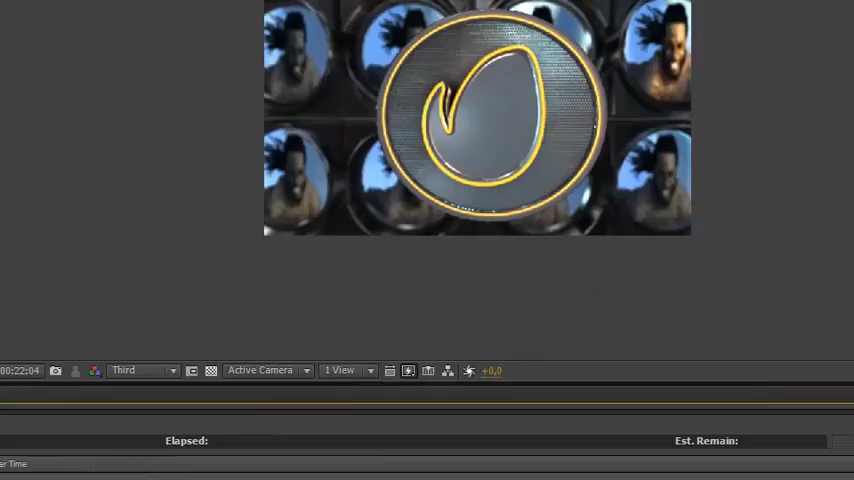 00:22:04 Third Active Camera 1 View +0,0
Elapsed: Est. Remain:
er Time